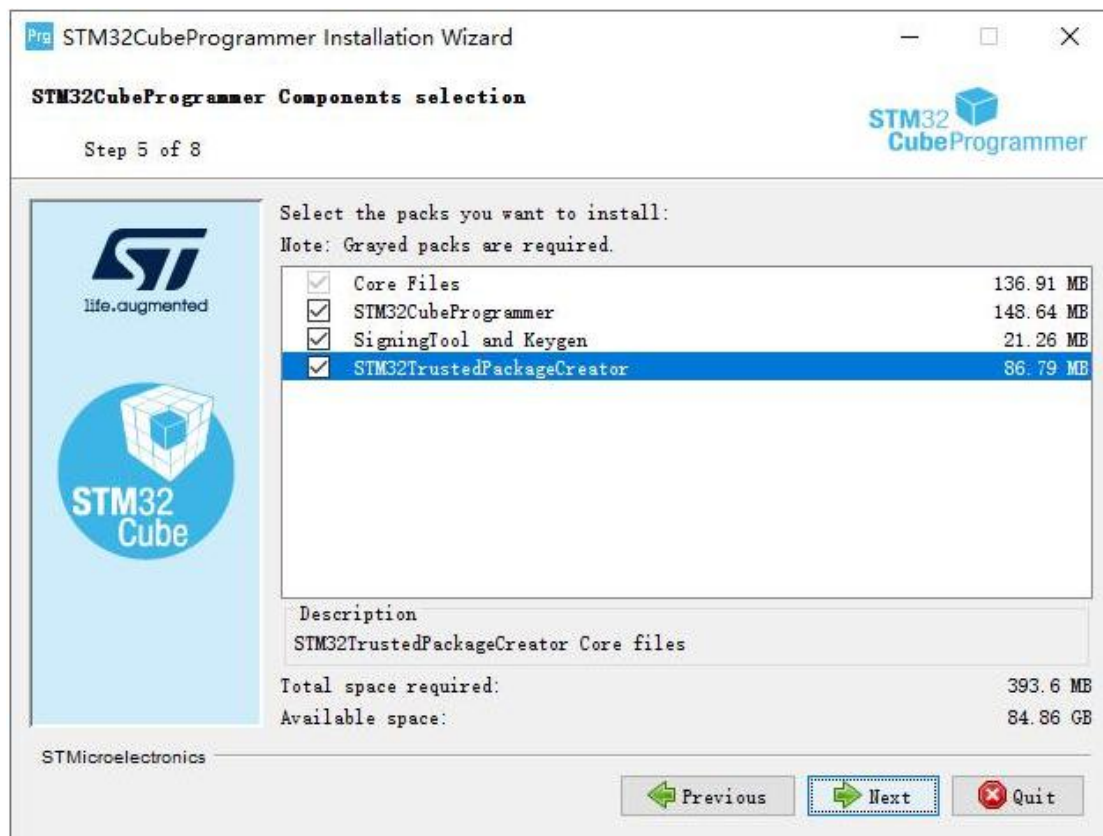 Prg STM32CubeProgrammer Installation Wizard
STM32CubeProgrammer Components selection
Step 5 of 8
STM32
CubeProgrammer
ST
life.augmented
STM32
Cube
Select the packs you want to install:
Note: Grayed packs are required.
Core Files 136.91 MB
STM32CubeProgrammer 148.64 MB
SigningTool and Keygen 21.26 MB
STM32TrustedPackageCreator 86.79 MB
Description
STM32TrustedPackageCreator Core files
Total space required: 393.6 MB
Available space: 84.86 GB
STMicroelectronics
Previous Next Quit